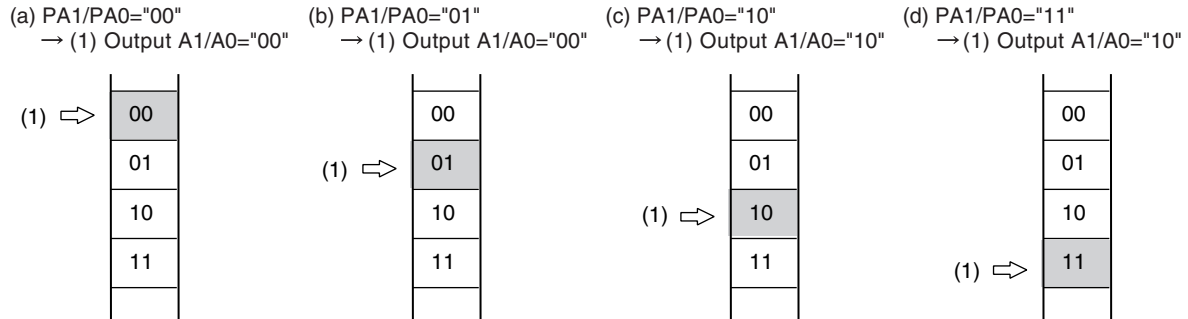 (a) PA1/PA0="00"
→ (1) Output A1/A0="00"
(1)
00
01
10
11
(b) PA1/PA0="01"
→ (1) Output A1/A0="00"
(1)
00
01
10
11
(c) PA1/PA0="10"
→ (1) Output A1/A0="10"
(1)
00
01
10
11
(d) PA1/PA0="11"
→ (1) Output A1/A0="10"
(1)
00
01
10
11